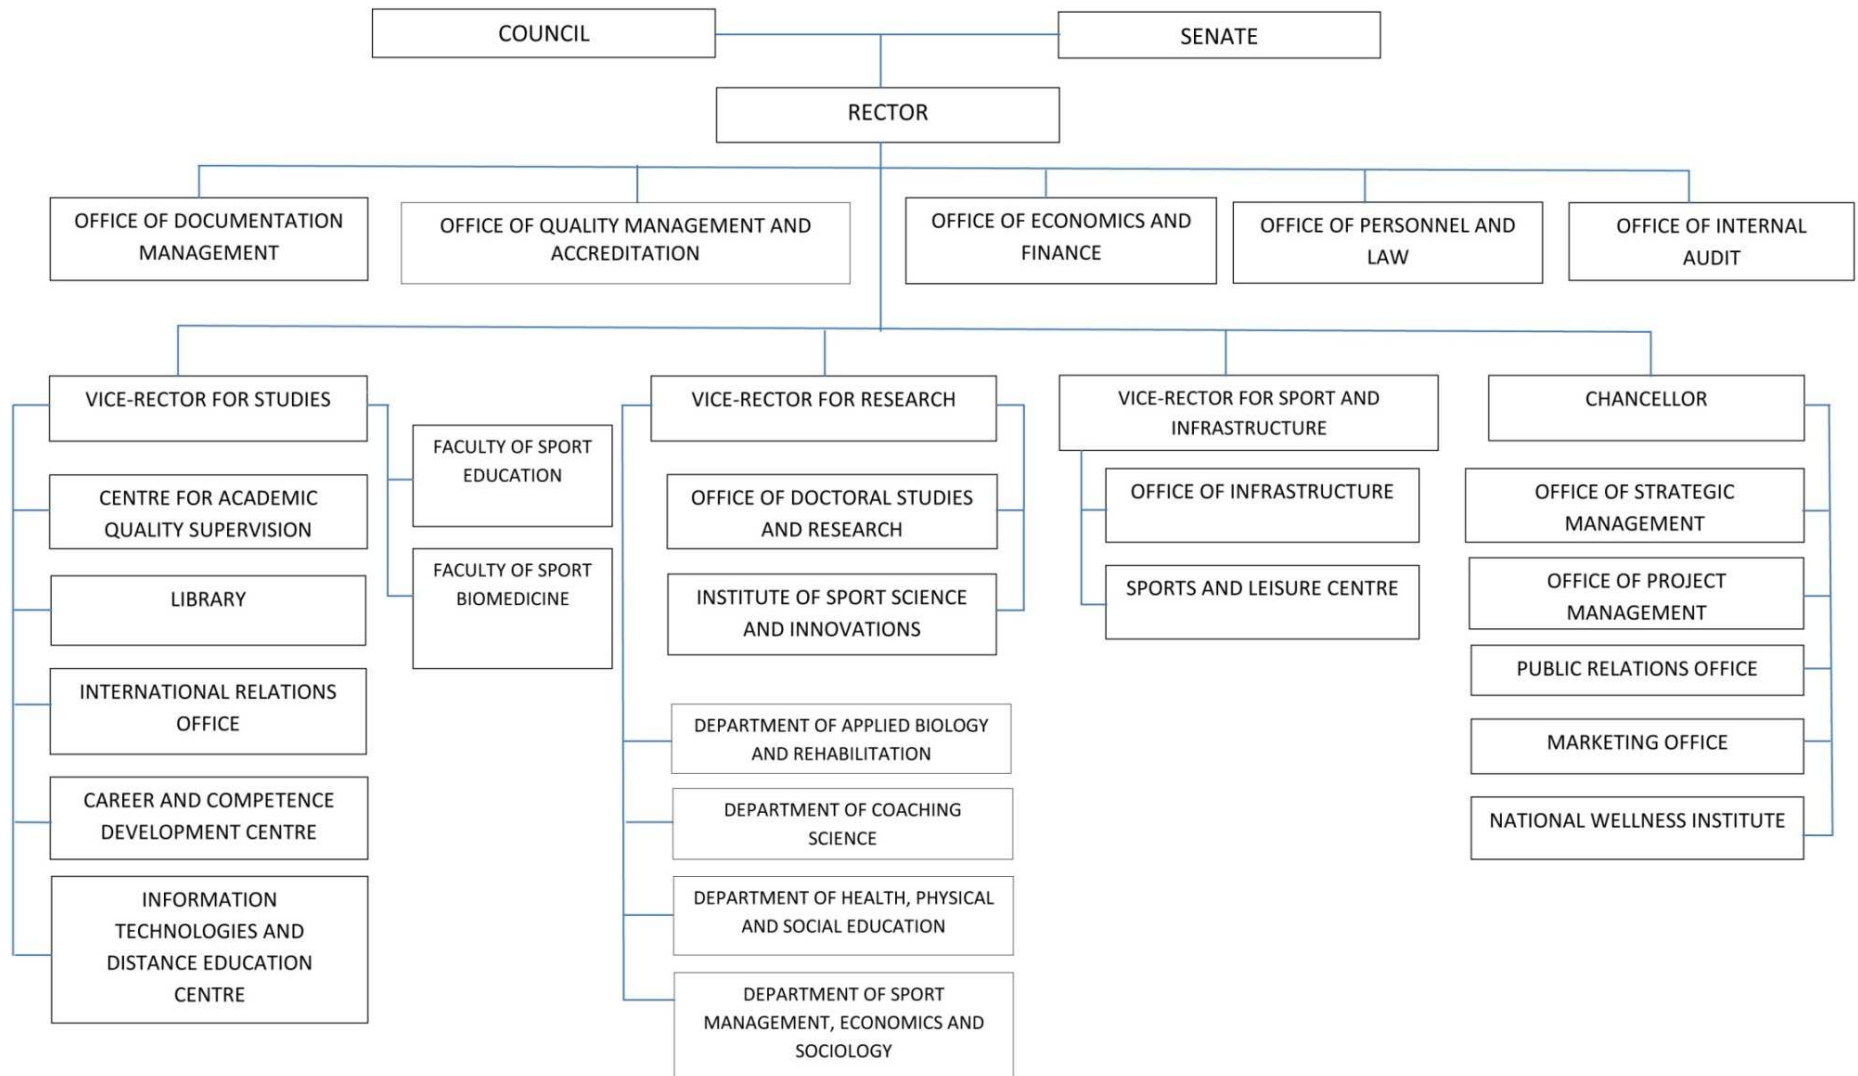 COUNCIL
SENATE
RECTOR
OFFICE OF DOCUMENTATION
MANAGEMENT
OFFICE OF QUALITY MANAGEMENT AND
ACCREDITATION
OFFICE OF ECONOMICS AND
FINANCE
OFFICE OF PERSONNEL AND
LAW
OFFICE OF INTERNAL
AUDIT
VICE-RECTOR FOR STUDIES
CENTRE FOR ACADEMIC
QUALITY SUPERVISION
LIBRARY
INTERNATIONAL RELATIONS
OFFICE
CAREER AND COMPETENCE
DEVELOPMENT CENTRE
INFORMATION
TECHNOLOGIES AND
DISTANCE EDUCATION
CENTRE
FACULTY OF SPORT
EDUCATION
FACULTY OF SPORT
BIOMEDICINE
VICE-RECTOR FOR RESEARCH
OFFICE OF DOCTORAL STUDIES
AND RESEARCH
INSTITUTE OF SPORT SCIENCE
AND INNOVATIONS
DEPARTMENT OF APPLIED BIOLOGY
AND REHABILITATION
DEPARTMENT OF COACHING
SCIENCE
DEPARTMENT OF HEALTH, PHYSICAL
AND SOCIAL EDUCATION
DEPARTMENT OF SPORT
MANAGEMENT, ECONOMICS AND
SOCIOLOGY
VICE-RECTOR FOR SPORT AND
INFRASTRUCTURE
OFFICE OF INFRASTRUCTURE
SPORTS AND LEISURE CENTRE
CHANCELLOR
OFFICE OF STRATEGIC
MANAGEMENT
OFFICE OF PROJECT
MANAGEMENT
PUBLIC RELATIONS OFFICE
MARKETING OFFICE
NATIONAL WELLNESS INSTITUTE